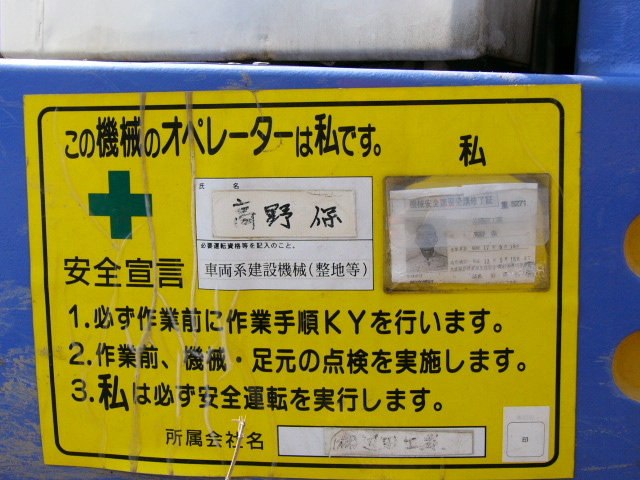 この機械のオペレーターは私です。
私
氏 名
高野 保
必要運転資格等を記入のこと。
車両系建設機械(整地等)
安全宣言
1.必ず作業前に作業手順KYを行います。
2.作業前、機械・足元の点検を実施します。
3.私は必ず安全運転を実行します。
所属会社名
印